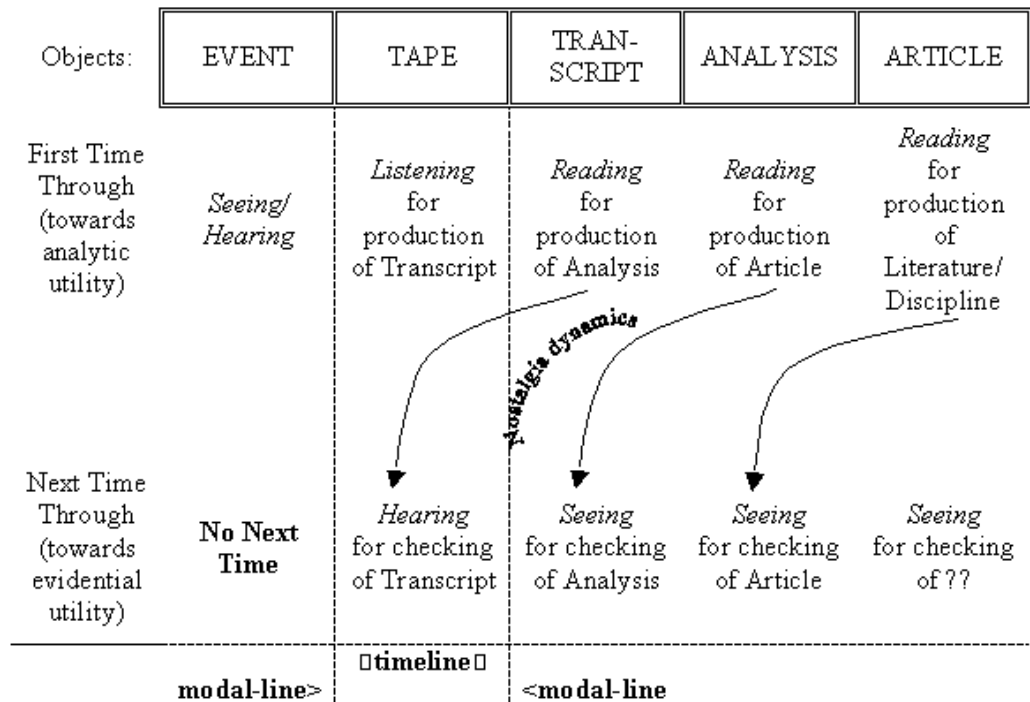 Objects:
EVENT
TAPE
TRAN-
SCRIPT
ANALYSIS
ARTICLE
First Time
Through
(towards
analytic
utility)
Seeing/
Hearing
Listening
for
production
of Transcript
Reading
for
production
of Analysis
Reading
for
production
of Article
Reading
for
production
of
Literature/
Discipline
Nostalgia dynamics
Next Time
Through
(towards
evidential
utility)
No Next
Time
Hearing
for checking
of Transcript
Seeing
for checking
of Analysis
Seeing
for checking
of Article
Seeing
for checking
of ??
▯timeline▯
modal-line>
<modal-line